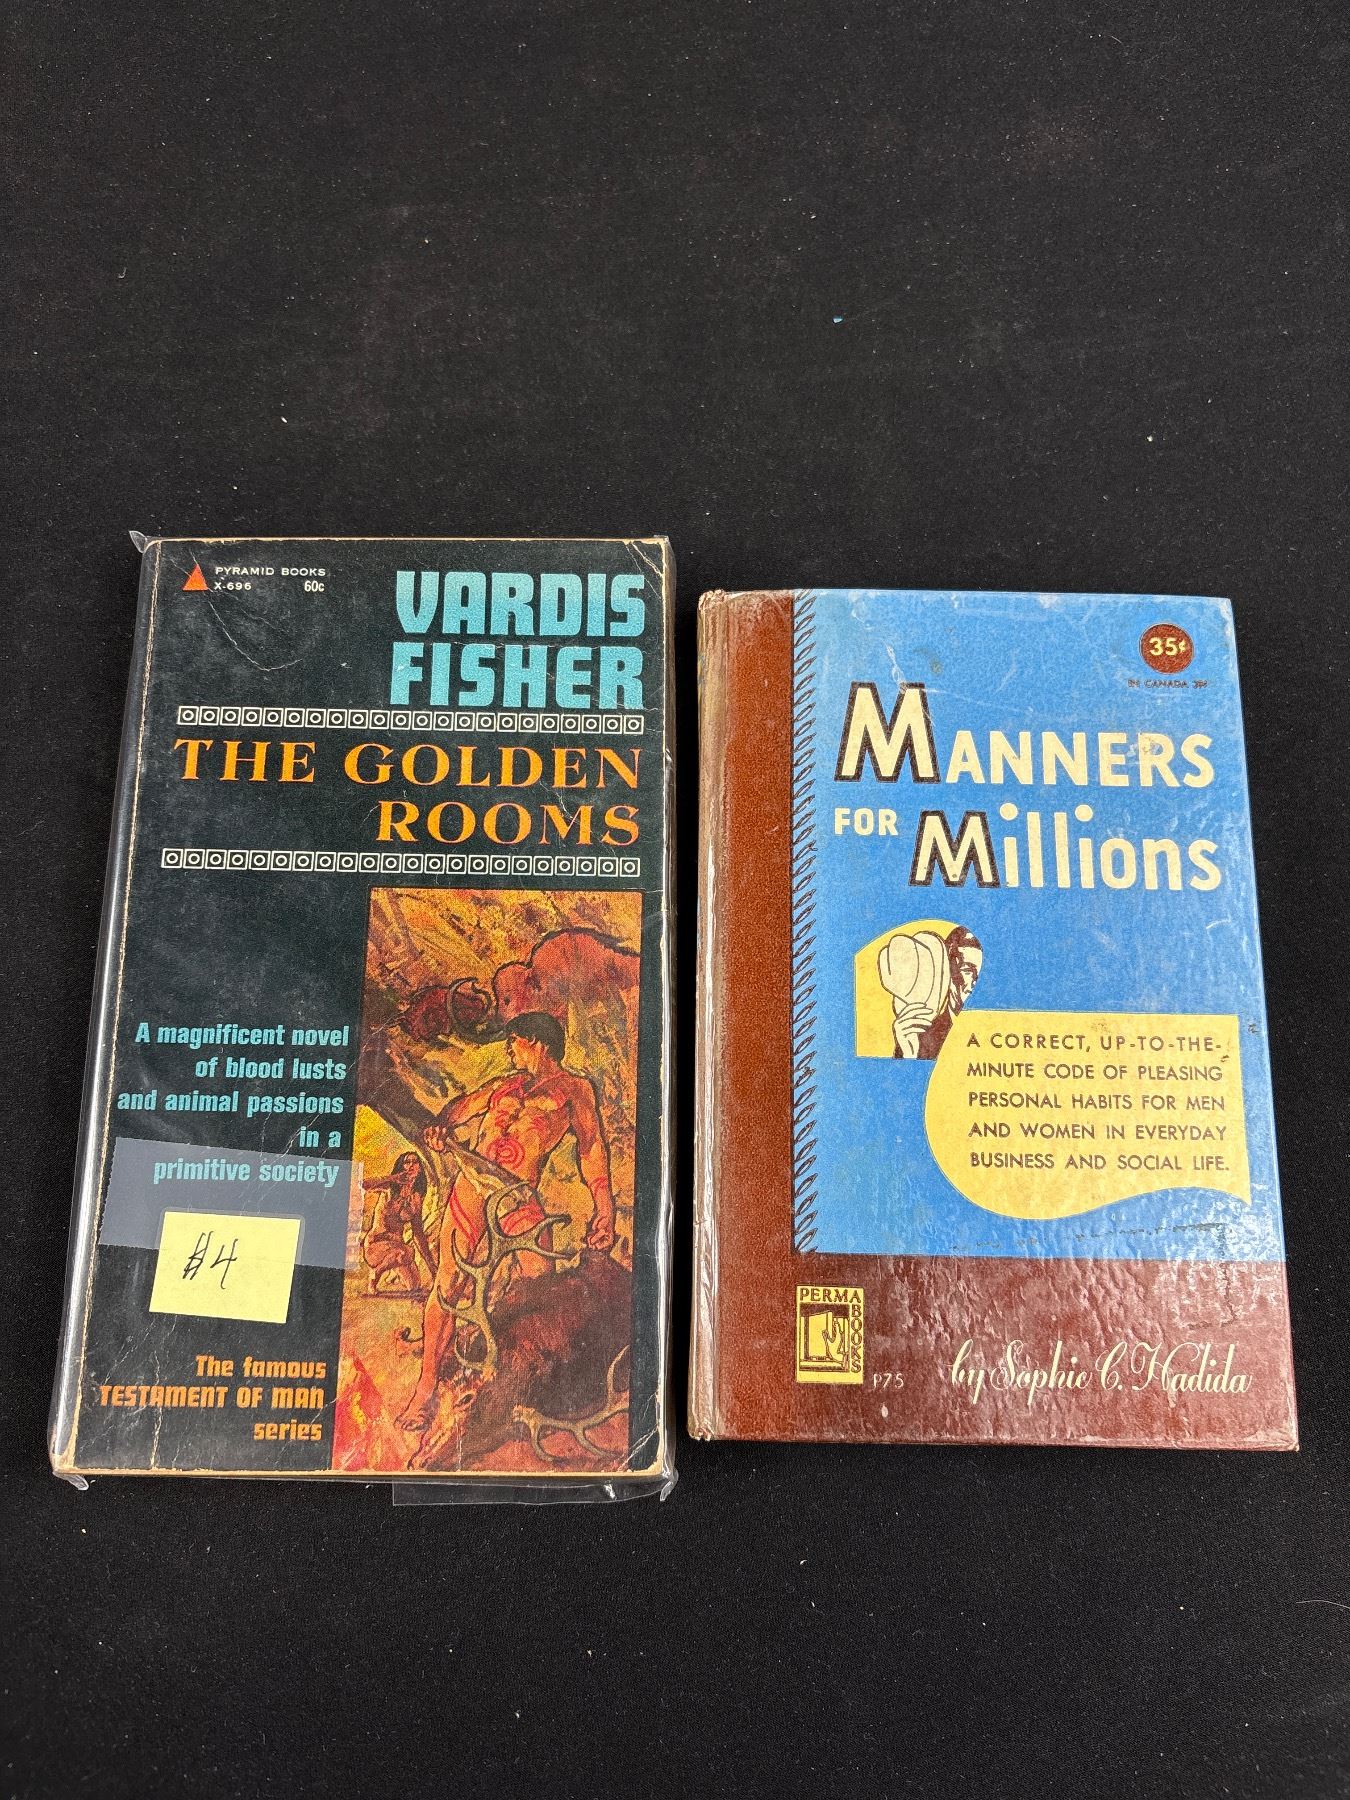 PYRAMID BOOKS
X-696 60c
VARDIS
FISHER
THE GOLDEN
ROOMS
A magnificent novel
of blood lusts
and animal passions
in a
primitive society
$4
The famous
TESTAMENT OF MAN
series
35¢
IN CANADA 39¢
MANNERS
FOR Millions
A CORRECT, UP-TO-THE-
MINUTE CODE OF PLEASING
PERSONAL HABITS FOR MEN
AND WOMEN IN EVERYDAY
BUSINESS AND SOCIAL LIFE.
PERMA
BOOKS
P75
by Sophie C. Hadida